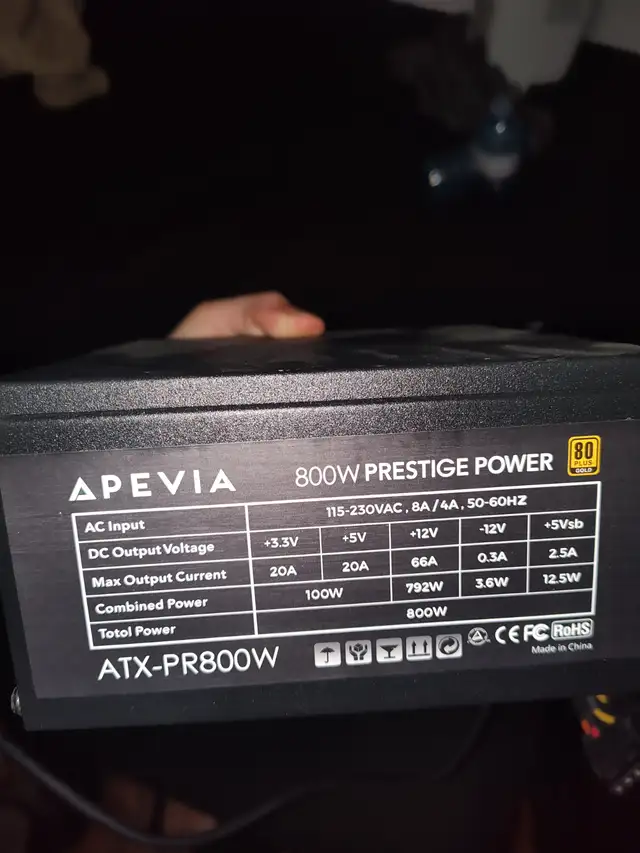 APEVIA 800W PRESTIGE POWER 80 PLUS GOLD
AC Input 115-230VAC, 8A/4A, 50-60HZ
DC Output Voltage +3.3V +5V +12V -12V +5Vsb
Max Output Current 20A 20A 66A 0.3A 2.5A
Combined Power 100W 792W 3.6W 12.5W
Totol Power 800W
ATX-PR800W CE FC RoHS
Made in China